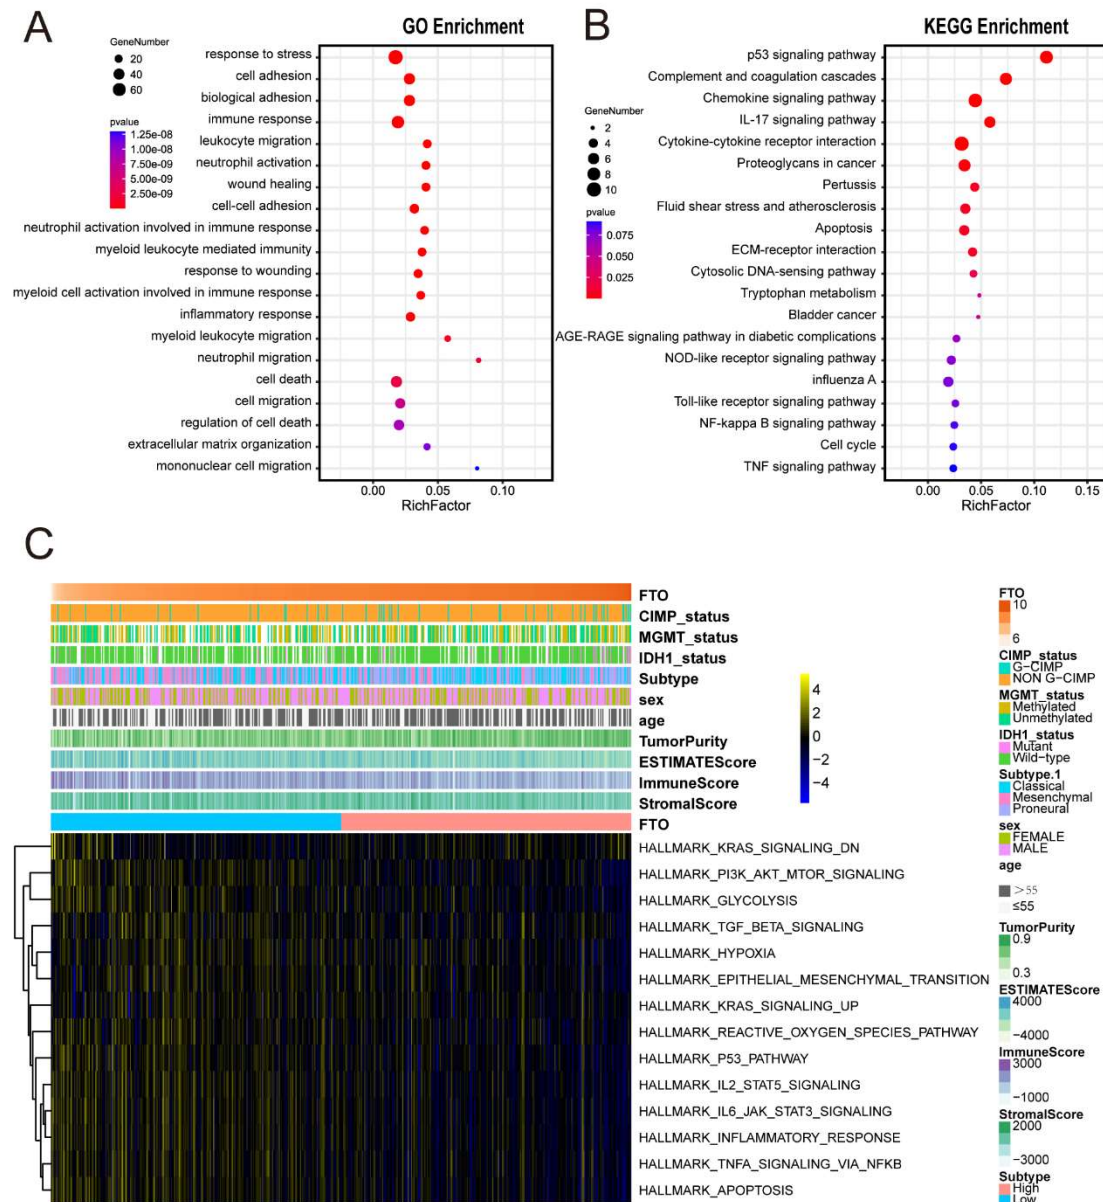 A
GO Enrichment
GeneNumber
20
40
60
pvalue
1.25e-08
1.00e-08
7.50e-09
5.00e-09
2.50e-09
response to stress
cell adhesion
biological adhesion
immune response
leukocyte migration
neutrophil activation
wound healing
cell-cell adhesion
neutrophil activation involved in immune response
myeloid leukocyte mediated immunity
response to wounding
myeloid cell activation involved in immune response
inflammatory response
myeloid leukocyte migration
neutrophil migration
cell death
cell migration
regulation of cell death
extracellular matrix organization
mononuclear cell migration
0.00 0.05 0.10
RichFactor
B
KEGG Enrichment
GeneNumber
2
4
6
8
10
pvalue
0.075
0.050
0.025
p53 signaling pathway
Complement and coagulation cascades
Chemokine signaling pathway
IL-17 signaling pathway
Cytokine-cytokine receptor interaction
Proteoglycans in cancer
Pertussis
Fluid shear stress and atherosclerosis
Apoptosis
ECM-receptor interaction
Cytosolic DNA-sensing pathway
Tryptophan metabolism
Bladder cancer
AGE-RAGE signaling pathway in diabetic complications
NOD-like receptor signaling pathway
influenza A
Toll-like receptor signaling pathway
NF-kappa B signaling pathway
Cell cycle
TNF signaling pathway
0.00 0.05 0.10 0.15
RichFactor
C
FTO
CIMP_status
MGMT_status
IDH1_status
Subtype
sex
age
TumorPurity
ESTIMATEScore
ImmuneScore
StromalScore
FTO
4
2
0
−2
−4
HALLMARK_KRAS_SIGNALING_DN
HALLMARK_PI3K_AKT_MTOR_SIGNALING
HALLMARK_GLYCOLYSIS
HALLMARK_TGF_BETA_SIGNALING
HALLMARK_HYPOXIA
HALLMARK_EPITHELIAL_MESENCHYMAL_TRANSITION
HALLMARK_KRAS_SIGNALING_UP
HALLMARK_REACTIVE_OXYGEN_SPECIES_PATHWAY
HALLMARK_P53_PATHWAY
HALLMARK_IL2_STAT5_SIGNALING
HALLMARK_IL6_JAK_STAT3_SIGNALING
HALLMARK_INFLAMMATORY_RESPONSE
HALLMARK_TNFA_SIGNALING_VIA_NFKB
HALLMARK_APOPTOSIS
FTO
10
6
CIMP_status
G−CIMP
NON G−CIMP
MGMT_status
Methylated
Unmethylated
IDH1_status
Mutant
Wild−type
Subtype.1
Classical
Mesenchymal
Proneural
sex
FEMALE
MALE
age
>55
≤55
TumorPurity
0.9
0.3
ESTIMATEScore
4000
−4000
ImmuneScore
3000
−1000
StromalScore
2000
−3000
Subtype
High
Low